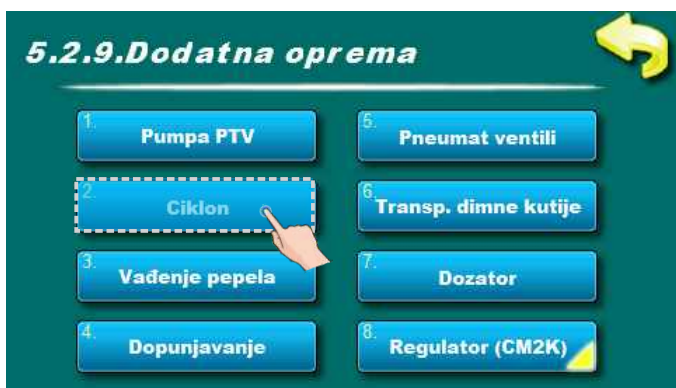 5.2.9.Dodatna oprema
1. Pumpa PTV
2. Ciklon
3. Vađenje pepela
4. Dopunjavanje
5. Pneumat ventili
6. Transp. dimne kutije
7. Dozator
8. Regulator (CM2K)